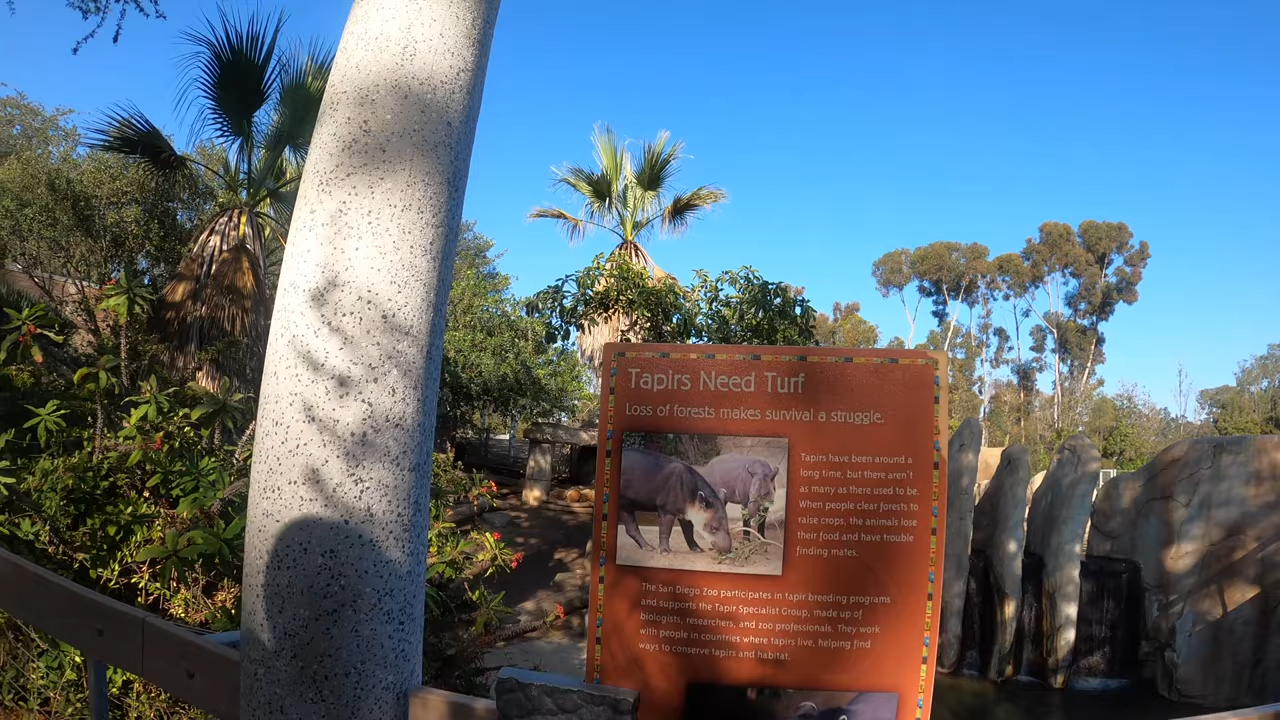 Tapirs Need Turf
Loss of forests makes survival a struggle.
Tapirs have been around a
long time, but there aren't
as many as there used to be.
When people clear forests to
raise crops, the animals lose
their food and have trouble
finding mates.
The San Diego Zoo participates in tapir breeding programs
and supports the Tapir Specialist Group, made up of
biologists, researchers, and zoo professionals. They work
with people in countries where tapirs live, helping find
ways to conserve tapirs and habitat.